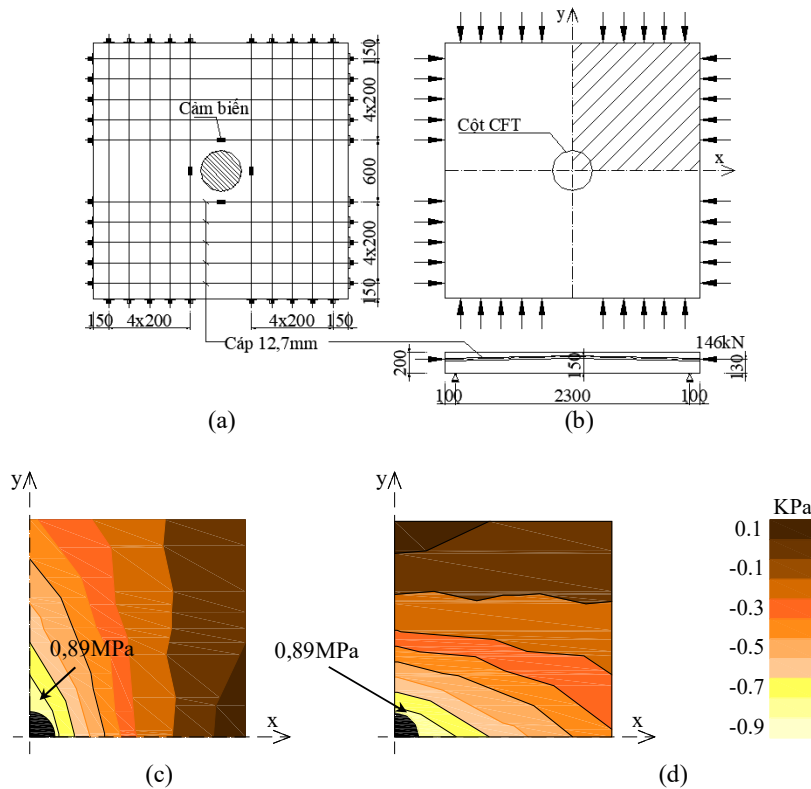 Cảm biến
150
4x200
600
4x200
150
150
4x200
4x200
150
Cáp 12,7mm
(a)
y
Cột CFT
x
146kN
200
150
130
100
2300
100
(b)
y
0,89MPa
x
(c)
y
0,89MPa
x
(d)
KPa
0.1
-0.1
-0.3
-0.5
-0.7
-0.9